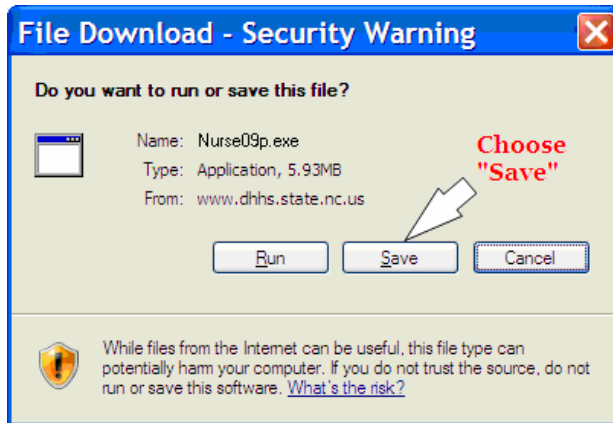 File Download - Security Warning
Do you want to run or save this file?
Name: Nurse09p.exe
Type: Application, 5.93MB
From: www.dhhs.state.nc.us
Choose
"Save"
Run Save Cancel
While files from the Internet can be useful, this file type can
potentially harm your computer. If you do not trust the source, do not
run or save this software. What's the risk?